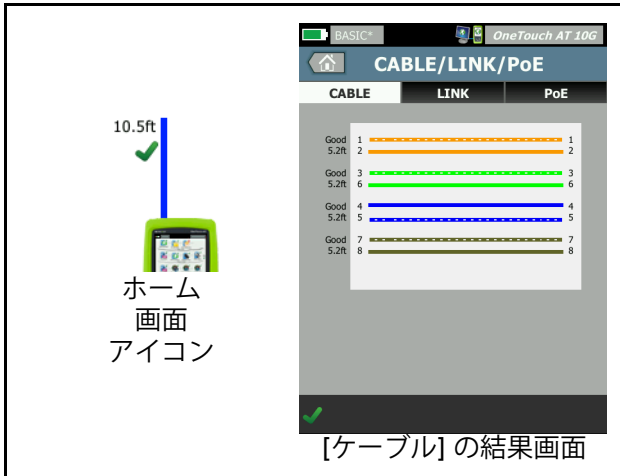 10.5ft
ホーム
画面
アイコン
BASIC*
OneTouch AT 10G
CABLE/LINK/PoE
CABLE LINK PoE
Good 1 1
5.2ft 2 2
Good 3 3
5.2ft 6 6
Good 4 4
5.2ft 5 5
Good 7 7
5.2ft 8 8
[ケーブル] の結果画面